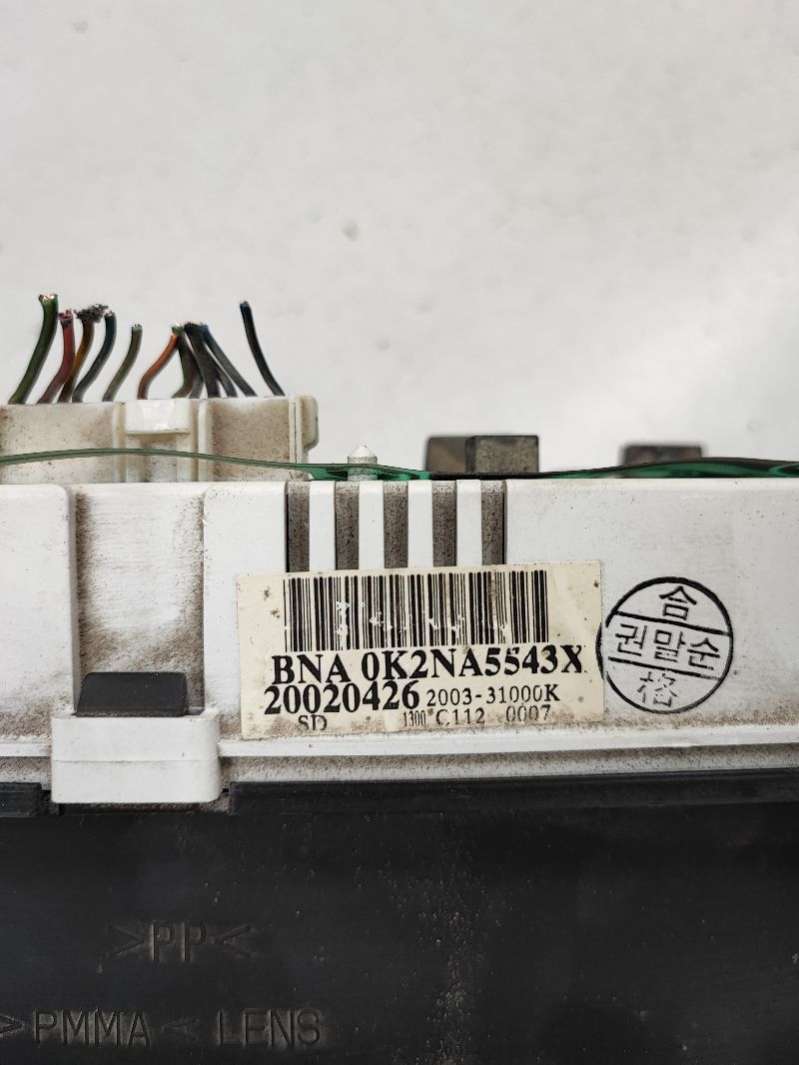 BNA 0K2NA5543X
20020426 2003-31000K
SD 1300 C112 0007
合
권말순
格
>PP<
>PMMA< LENS